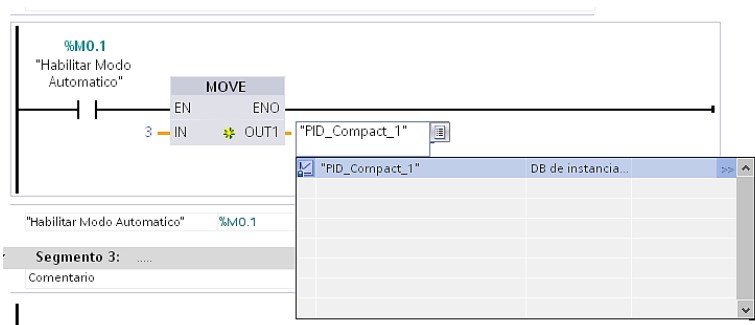 %M0.1
"Habilitar Modo
Automatico"
MOVE
EN ENO
3 IN OUT1 "PID_Compact_1"
"PID_Compact_1" DB de instancia... >>
"Habilitar Modo Automatico" %M0.1
Segmento 3: .....
Comentario